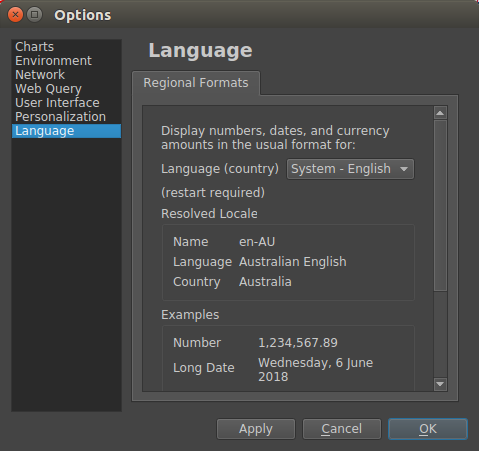 Options
Charts
Environment
Network
Web Query
User Interface
Personalization
Language
Language
Regional Formats
Display numbers, dates, and currency
amounts in the usual format for:
Language (country) System - English
(restart required)
Resolved Locale
Name en-AU
Language Australian English
Country Australia
Examples
Number 1,234,567.89
Long Date Wednesday, 6 June
2018
Apply Cancel OK